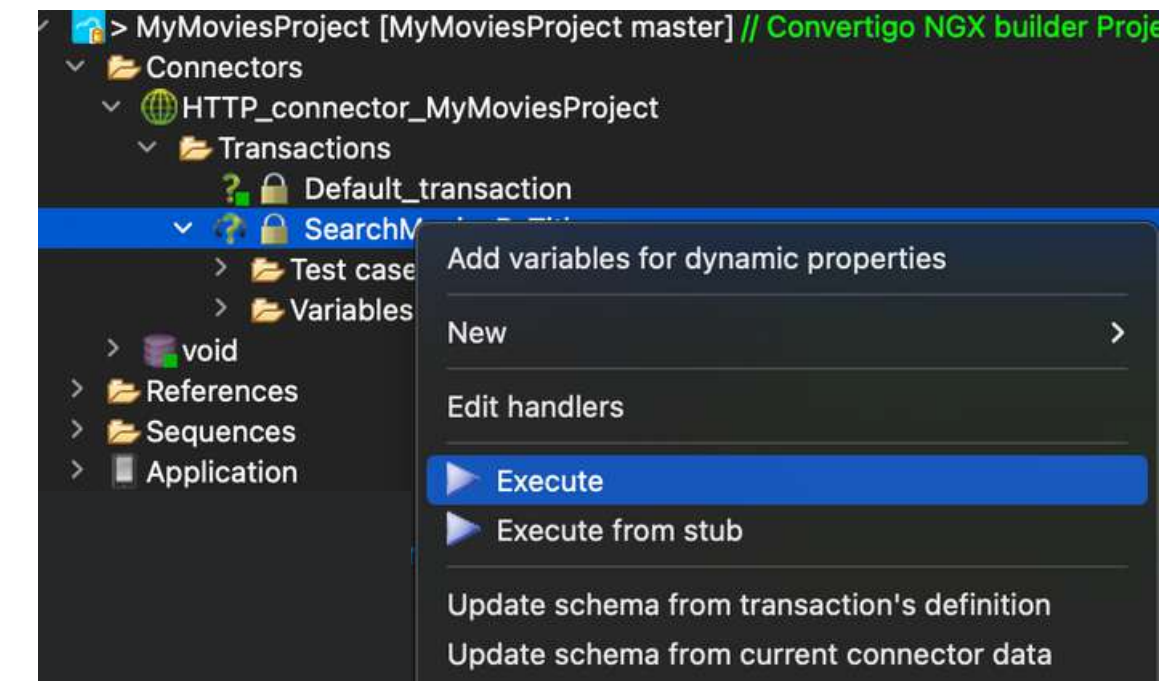 > MyMoviesProject [MyMoviesProject master] // Convertigo NGX builder Proje
Connectors
HTTP_connector_MyMoviesProject
Transactions
Default_transaction
Test case
Variables
void
References
Sequences
Application
Add variables for dynamic properties
New
Edit handlers
Execute
Execute from stub
Update schema from transaction's definition
Update schema from current connector data